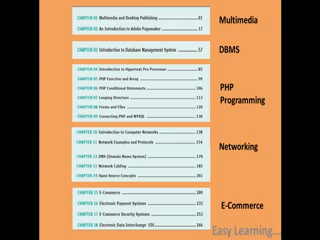 CHAPTER 01 Multimedia and Desktop Publishing 01
CHAPTER 02 An Introduction to Adobe Pagemaker 17
Multimedia
CHAPTER 03 Introduction to Database Management System 57
DBMS
CHAPTER 04 Introduction to Hypertext Pre-Processor 85
CHAPTER 05 PHP Function and Array 99
CHAPTER 06 PHP Conditional Statements 106
CHAPTER 07 Looping Structure 113
CHAPTER 08 Forms and Files 120
CHAPTER 09 Connecting PHP and MYSQL 130
PHP
Programming
CHAPTER 10 Introduction to Computer Networks 138
CHAPTER 11 Network Examples and Protocols 154
CHAPTER 12 DNS (Domain Name System) 170
CHAPTER 13 Network Cabling 185
CHAPTER 14 Open Source Concepts 201
Networking
CHAPTER 15 E-Commerce 209
CHAPTER 16 Electronic Payment Systems 233
CHAPTER 17 E-Commerce Security Systems 252
CHAPTER 18 Electronic Data Interchange- EDI 204
E-Commerce
Easy Learning...